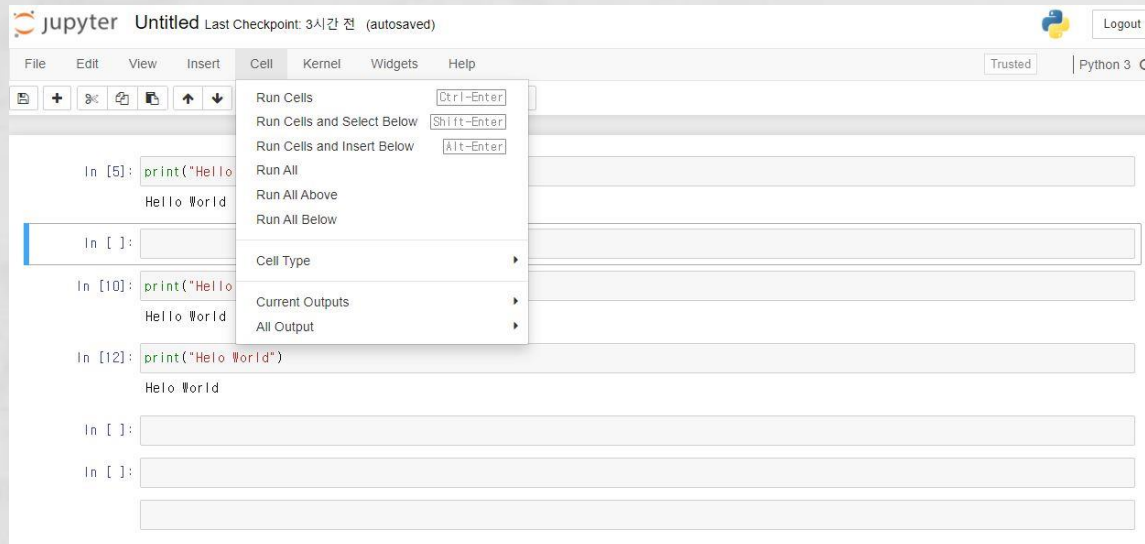 jupyter Untitled Last Checkpoint: 3시간 전 (autosaved)
Logout
File Edit View Insert Cell Kernel Widgets Help
Trusted Python 3
Run Cells Ctrl-Enter
Run Cells and Select Below Shift-Enter
Run Cells and Insert Below Alt-Enter
Run All
Run All Above
Run All Below
Cell Type
Current Outputs
All Output
In [5]: print("Hello
Hello World
In [ ]:
In [10]: print("Hello
Hello World
In [12]: print("Helo World")
Helo World
In [ ]:
In [ ]: